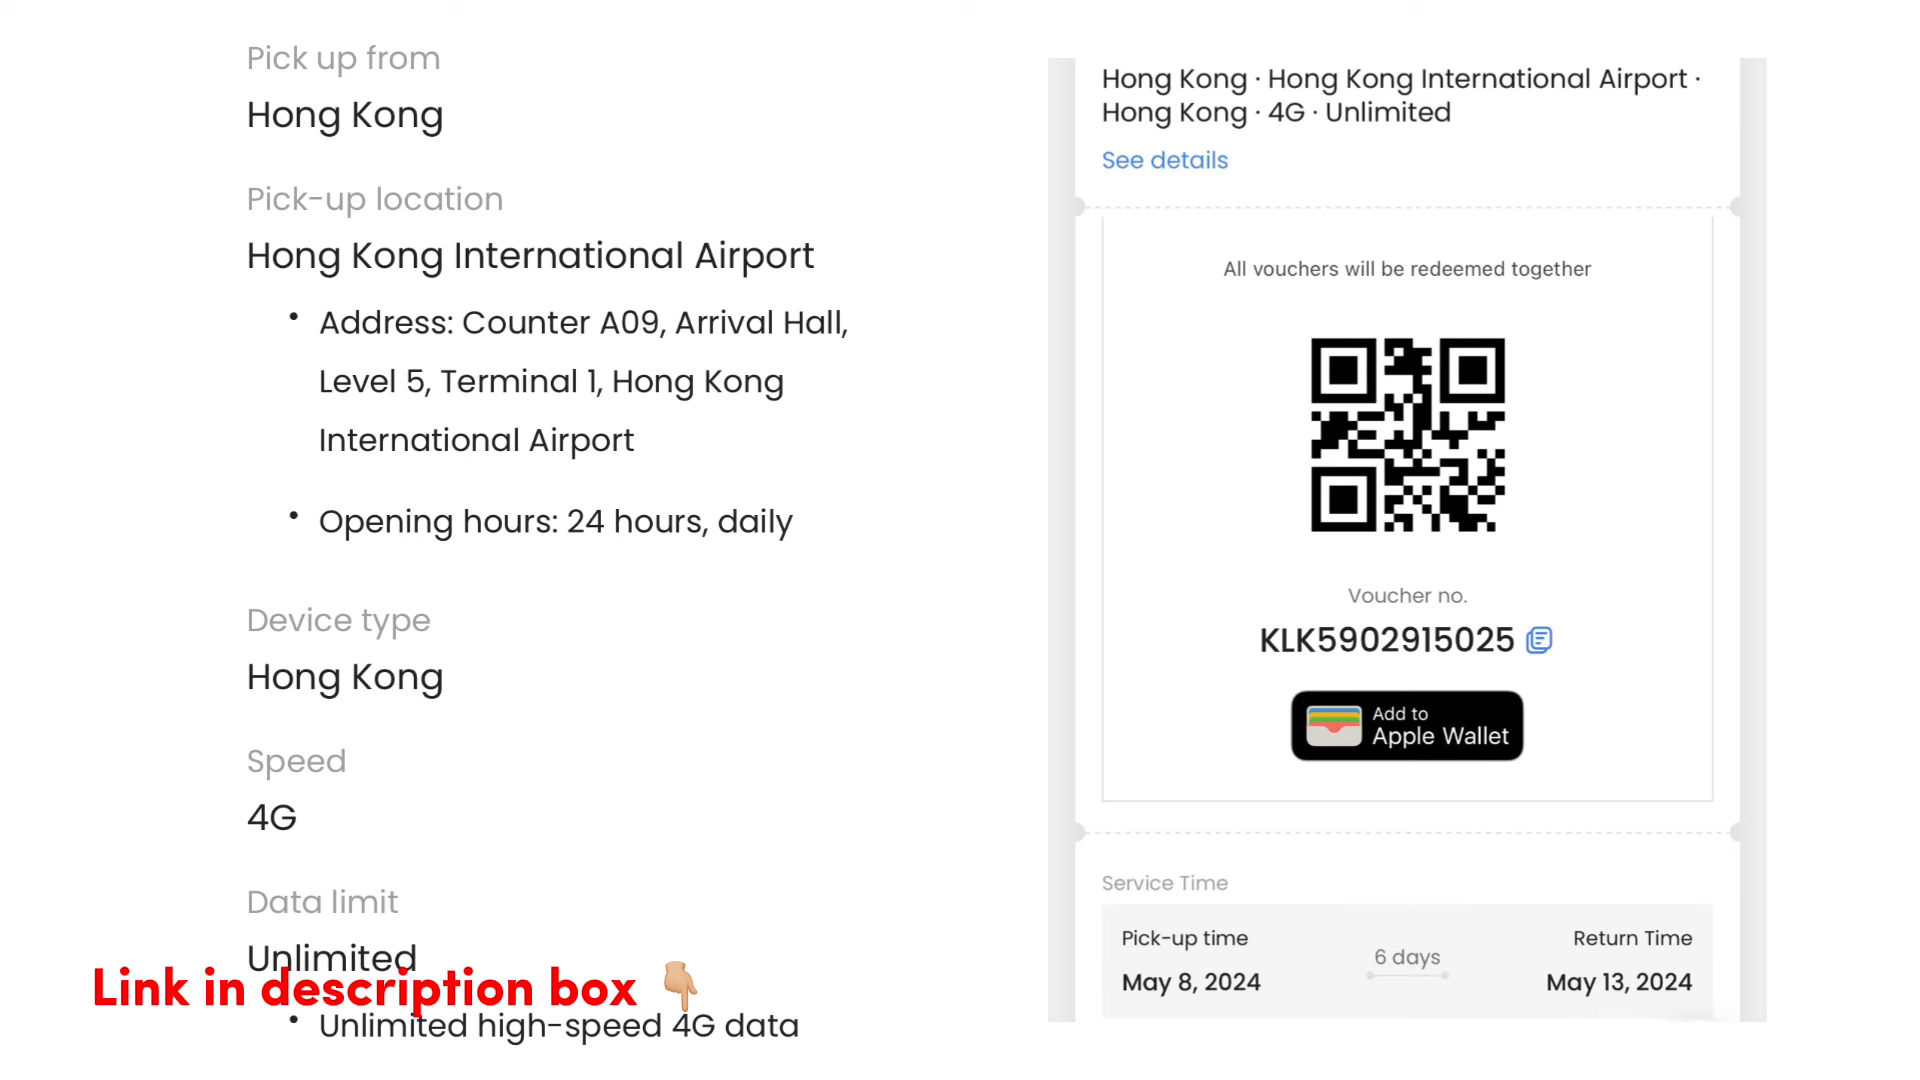 Pick up from
Hong Kong
Pick-up location
Hong Kong International Airport
• Address: Counter A09, Arrival Hall,
Level 5, Terminal 1, Hong Kong
International Airport
• Opening hours: 24 hours, daily
Device type
Hong Kong
Speed
4G
Data limit
Unlimited
Link in description box 👇🏼
• Unlimited high-speed 4G data
Hong Kong · Hong Kong International Airport ·
Hong Kong · 4G · Unlimited
See details
All vouchers will be redeemed together
Voucher no.
KLK5902915025
Add to
Apple Wallet
Service Time
Pick-up time
6 days
Return Time
May 8, 2024
May 13, 2024